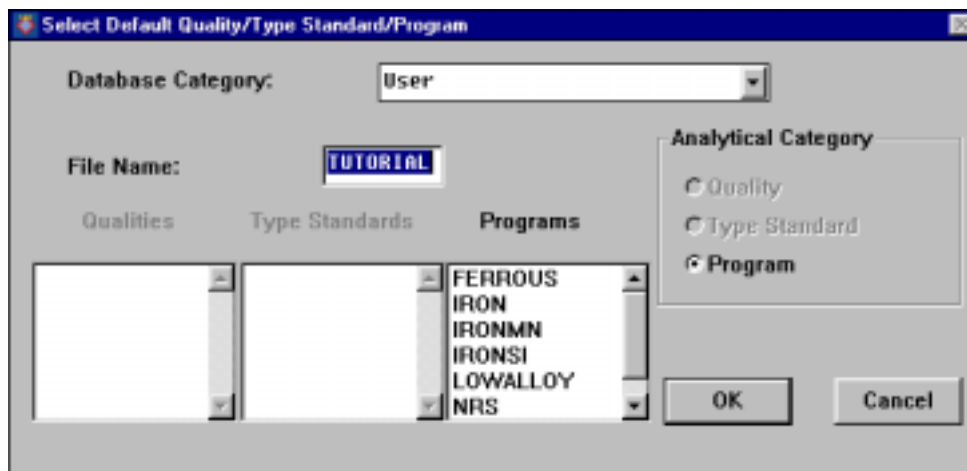 Select Default Quality/Type Standard/Program
Database Category:
User
File Name:
TUTORIAL
Analytical Category
Quality
Type Standard
Program
Qualities
Type Standards
Programs
FERROUS
IRON
IRONMN
IRONSI
LOWALLOY
NRS
OK
Cancel